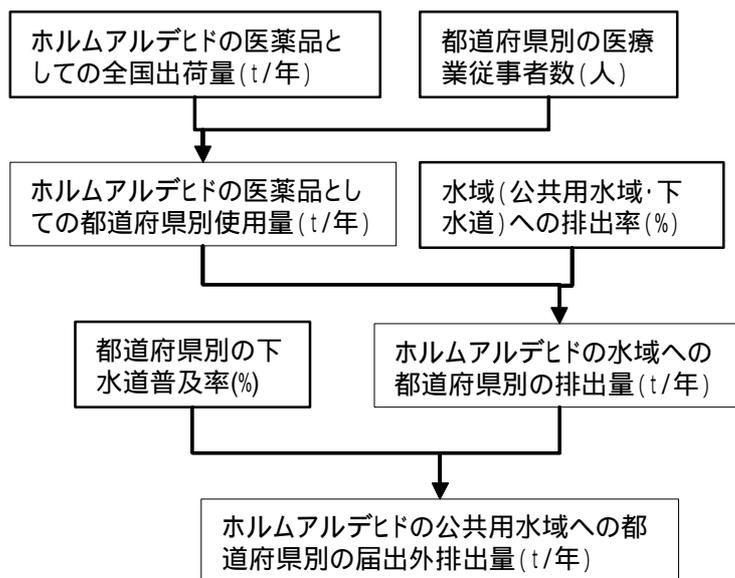 ホルムアルデヒドの医薬品と
しての全国出荷量(t/年)
都道府県別の医療
業従事者数(人)
ホルムアルデヒドの医薬品とし
ての都道府県別使用量(t/年)
水域(公共用水域・下
水道)への排出率(%)
都道府県別の下
水道普及率(%)
ホルムアルデヒドの水域への
都道府県別の排出量(t/年)
ホルムアルデヒドの公共用水域への都
道府県別の届出外排出量(t/年)